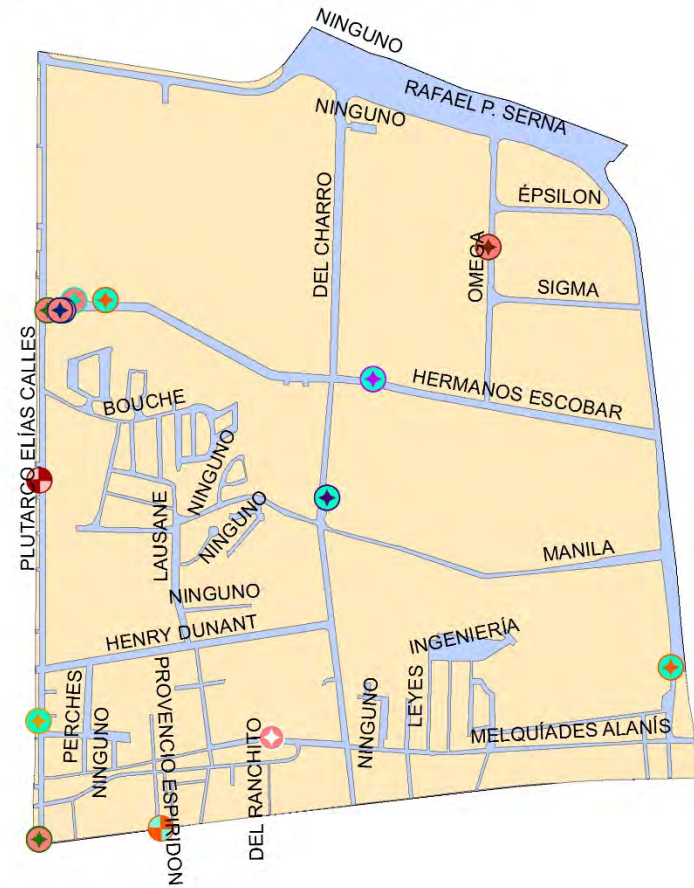 NINGUNO
RAFAEL P. SERNA
NINGUNO
ÉPSILON
DEL CHARRO
OMEGA
SIGMA
PLUTARCO ELÍAS CALLES
HERMANOS ESCOBAR
BOUCHE
NINGUNO
LAUSANE
NINGUNO
MANILA
NINGUNO
HENRY DUNANT
INGENIERÍA
PERCHES
NINGUNO
PROVENCIO ESPIRIDON
DEL RANCHITO
NINGUNO
LEYES
MELQUÍADES ALANÍS